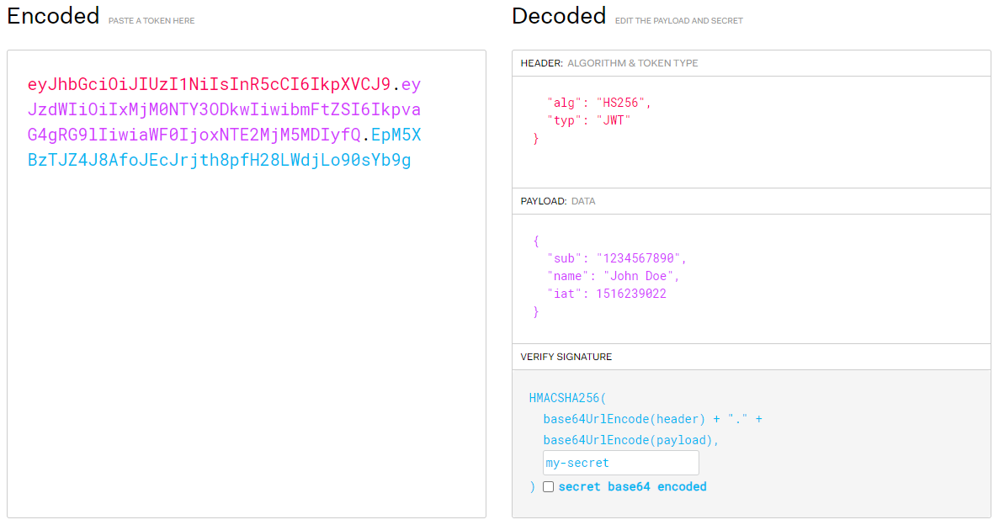 Encoded PASTE A TOKEN HERE
eyJhbGciOiJIUzI1NiIsInR5cCI6IkpXVCJ9.ey
JzdWIiOiIxMjM0NTY3ODkwIiwibmFtZSI6Ikpva
G4gRG9lIiwiaWF0IjoxNTE2MjM5MDIyfQ.EpM5X
BzTJZ4J8AfoJEcJrjth8pfH28LWdjLo90sYb9g
Decoded EDIT THE PAYLOAD AND SECRET
HEADER: ALGORITHM & TOKEN TYPE
"alg": "HS256",
"typ": "JWT"
}
PAYLOAD: DATA
{
"sub": "1234567890",
"name": "John Doe",
"iat": 1516239022
}
VERIFY SIGNATURE
HMACSHA256(
base64UrlEncode(header) + "." +
base64UrlEncode(payload),
my-secret
) secret base64 encoded